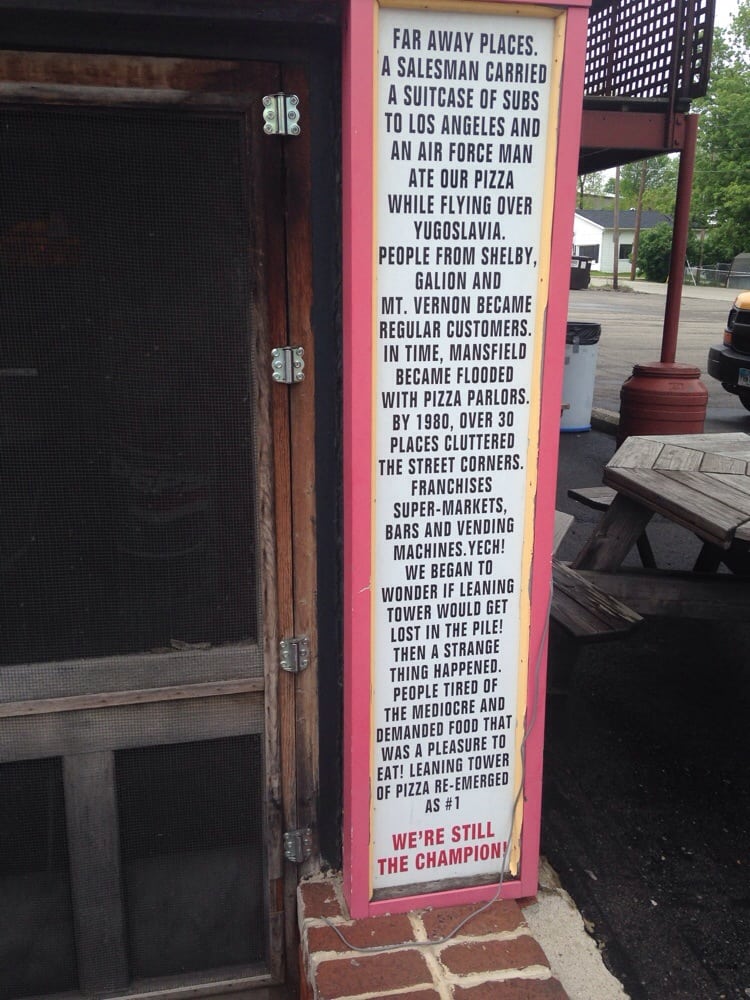 FAR AWAY PLACES.
A SALESMAN CARRIED
A SUITCASE OF SUBS
TO LOS ANGELES AND
AN AIR FORCE MAN
ATE OUR PIZZA
WHILE FLYING OVER
YUGOSLAVIA.
PEOPLE FROM SHELBY,
GALION AND
MT. VERNON BECAME
REGULAR CUSTOMERS.
IN TIME, MANSFIELD
BECAME FLOODED
WITH PIZZA PARLORS.
BY 1980, OVER 30
PLACES CLUTTERED
THE STREET CORNERS.
FRANCHISES
SUPER-MARKETS,
BARS AND VENDING
MACHINES.YECH!
WE BEGAN TO
WONDER IF LEANING
TOWER WOULD GET
LOST IN THE PILE!
THEN A STRANGE
THING HAPPENED.
PEOPLE TIRED OF
THE MEDIOCRE AND
DEMANDED FOOD THAT
WAS A PLEASURE TO
EAT! LEANING TOWER
OF PIZZA RE-EMERGED
AS #1
WE'RE STILL
THE CHAMPION!